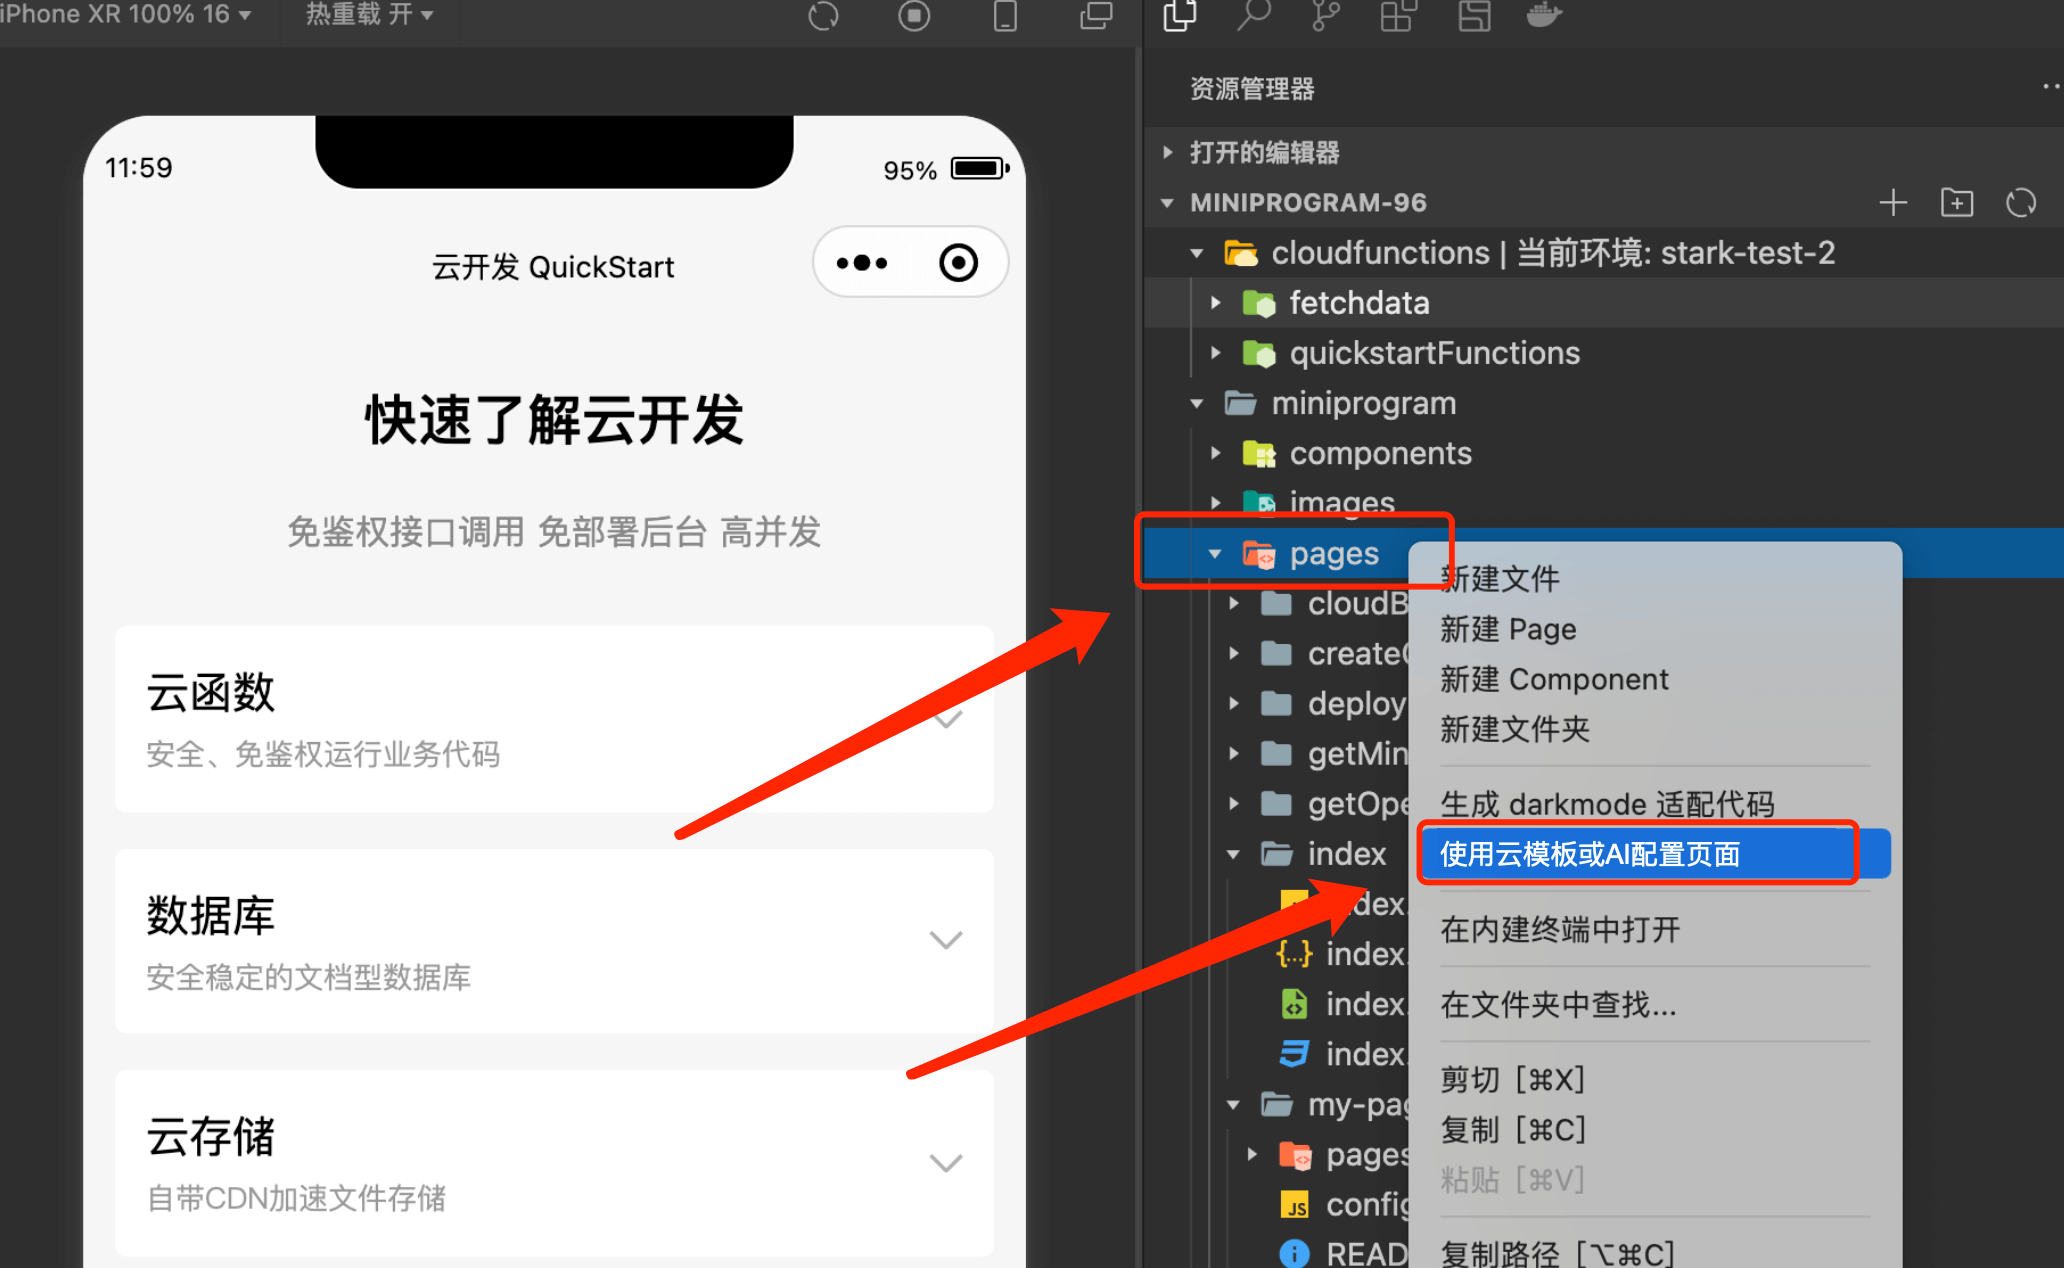 iPhone XR 100% 16
热重载 开
11:59
95%
云开发 QuickStart
快速了解云开发
免鉴权接口调用 免部署后台 高并发
云函数
安全、免鉴权运行业务代码
数据库
安全稳定的文档型数据库
云存储
自带CDN加速文件存储
资源管理器
打开的编辑器
MINIPROGRAM-96
cloudfunctions | 当前环境: stark-test-2
fetchdata
quickstartFunctions
miniprogram
components
images
pages
cloudB
create
deploy
getMin
getOpe
index
index.
index.
index.
my-pag
pages
JS config
READ
新建文件
新建 Page
新建 Component
新建文件夹
生成 darkmode 适配代码
使用云模板或AI配置页面
在内建终端中打开
在文件夹中查找...
剪切 [⌘X]
复制 [⌘C]
粘贴 [⌘V]
复制路径 [⌥⌘C]